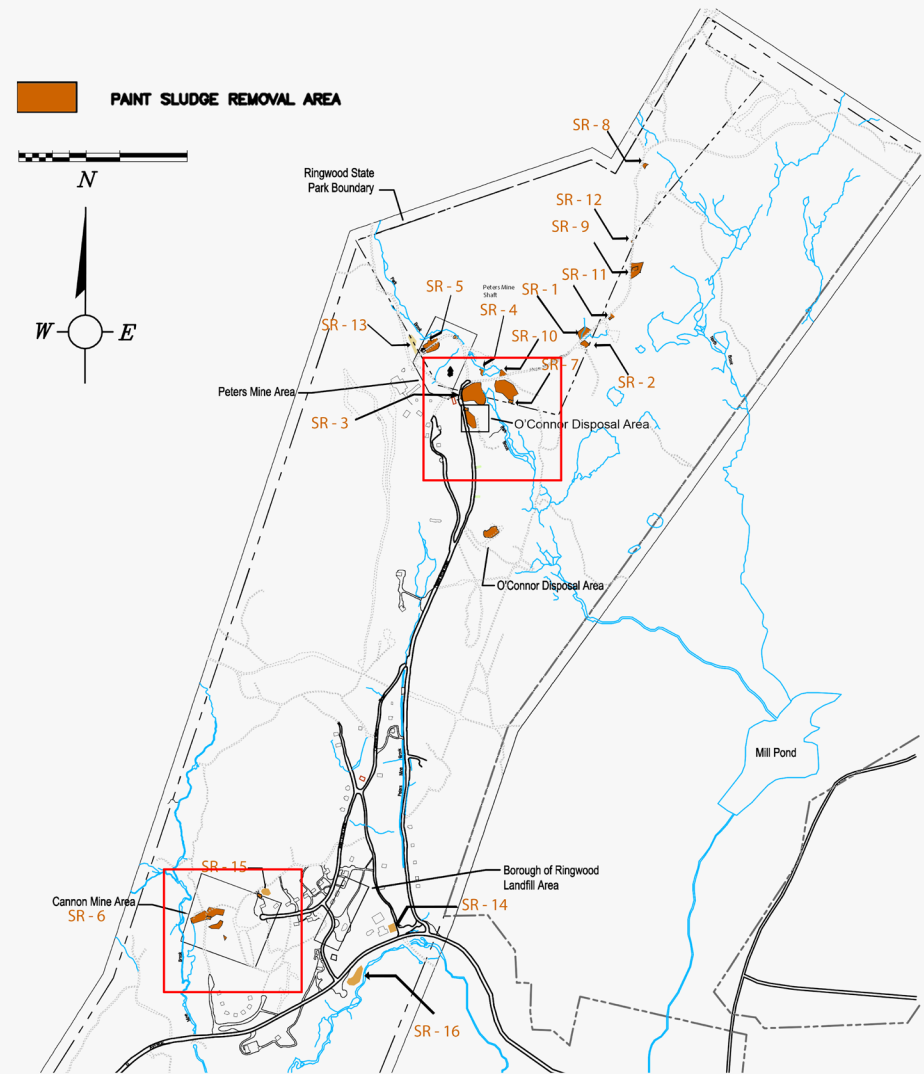 PAINT SLUDGE REMOVAL AREA
N
W
E
Ringwood State
Park Boundary
SR - 8
SR - 12
SR - 9
SR - 11
SR - 5
Peters Mine
Shaft
SR - 1
SR - 4
SR - 13
SR - 10
SR - 7
SR - 2
Peters Mine Area
SR - 3
O'Connor Disposal Area
O'Connor Disposal Area
Mill Pond
SR - 15
Borough of Ringwood
Landfill Area
Cannon Mine Area
SR - 6
SR - 14
SR - 16